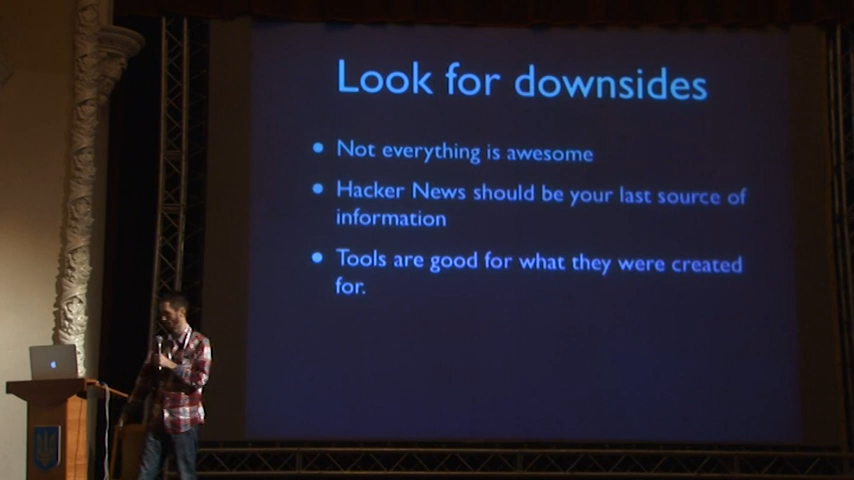 Look for downsides
• Not everything is awesome
• Hacker News should be your last source of
information
• Tools are good for what they were created
for.